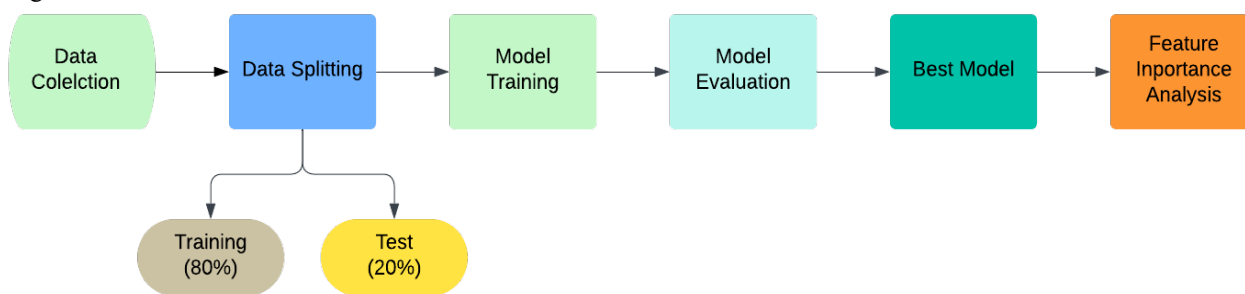 Data
Colelction
Data Splitting
Model
Training
Model
Evaluation
Best Model
Feature
Inportance
Analysis
Training
(80%)
Test
(20%)